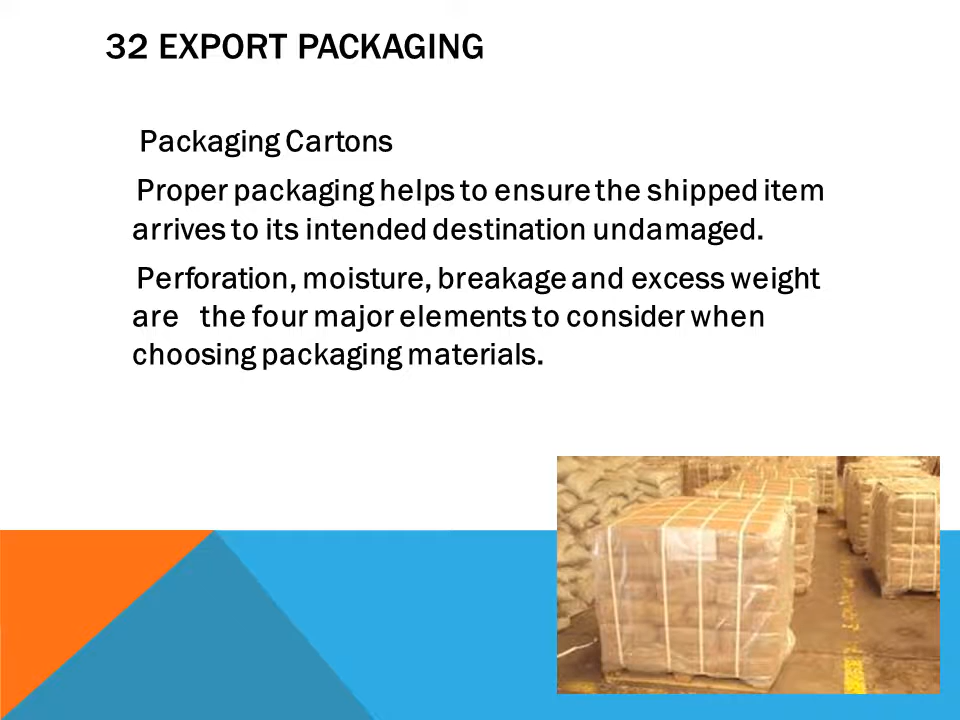 32 EXPORT PACKAGING
Packaging Cartons
Proper packaging helps to ensure the shipped item
arrives to its intended destination undamaged.
Perforation, moisture, breakage and excess weight
are the four major elements to consider when
choosing packaging materials.